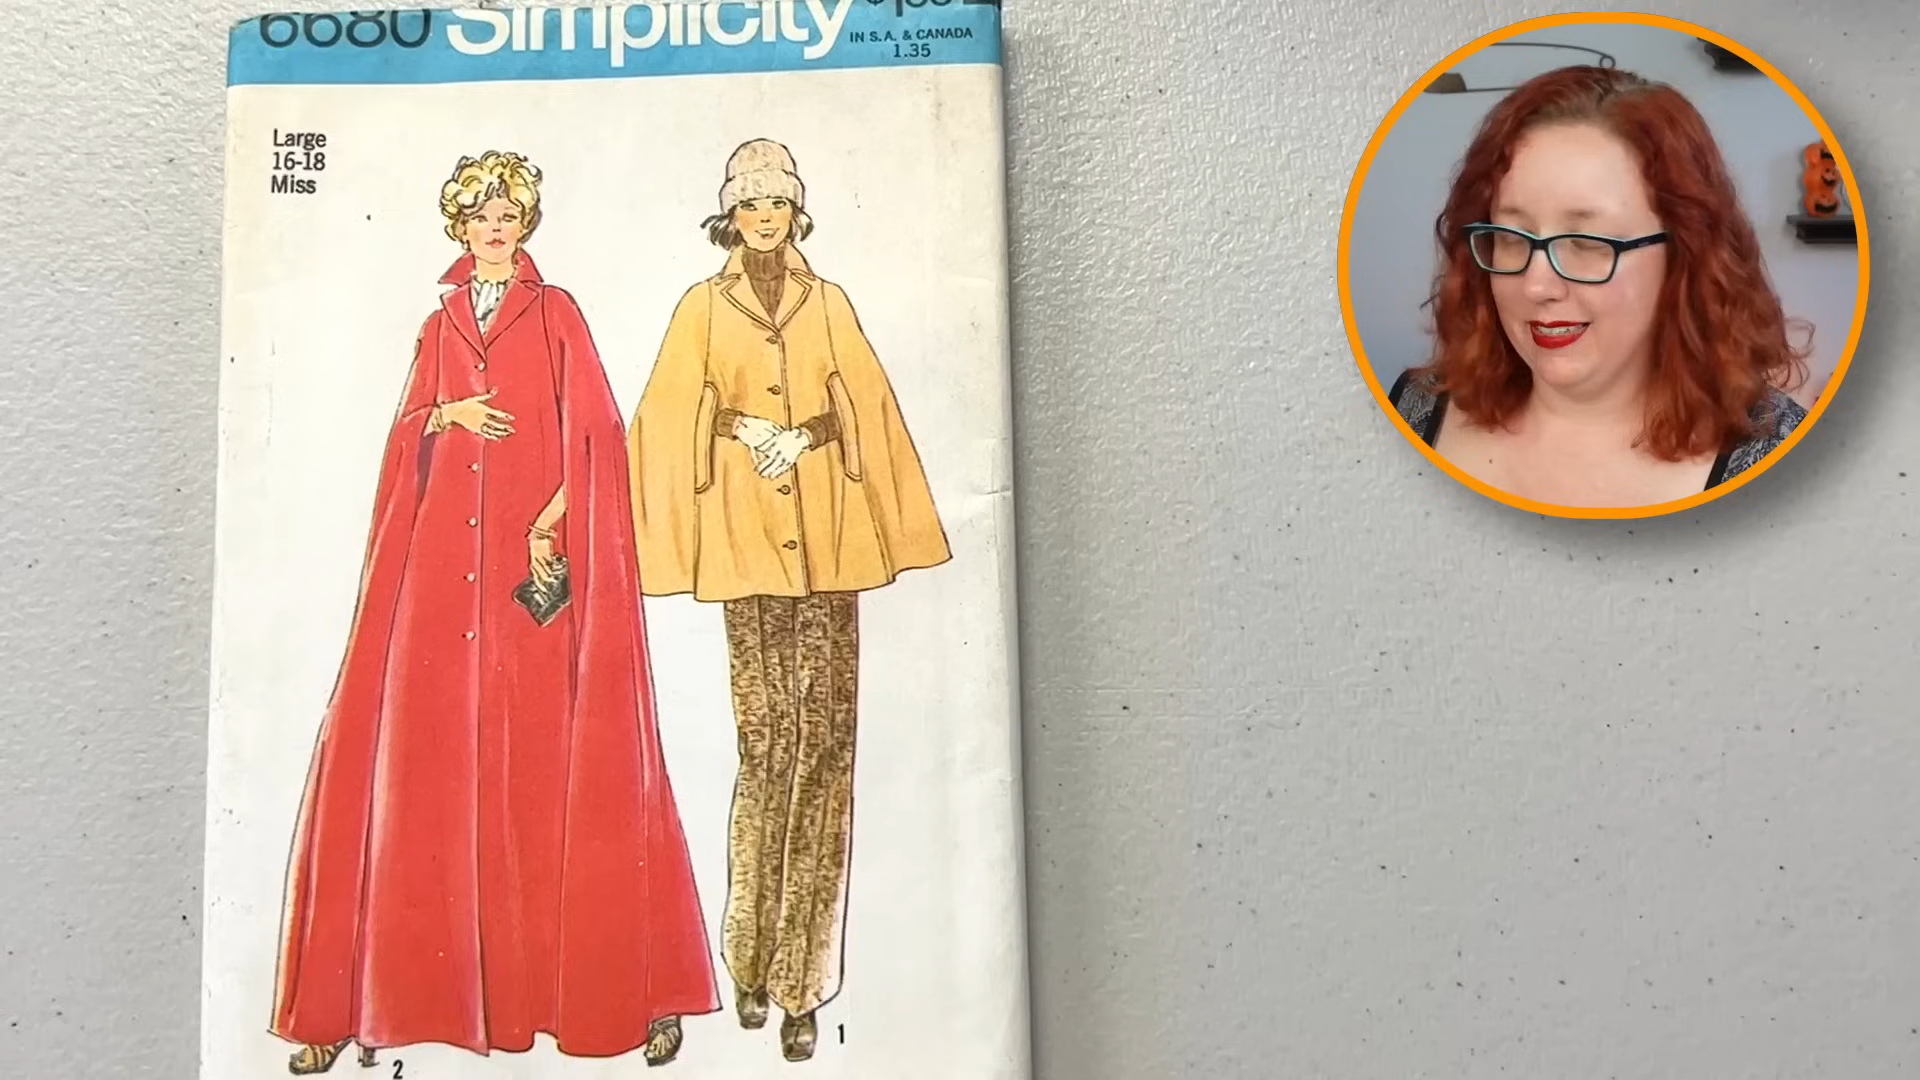 6680 Simplicity
IN S.A. & CANADA
1.35
Large
16-18
Miss
2
1